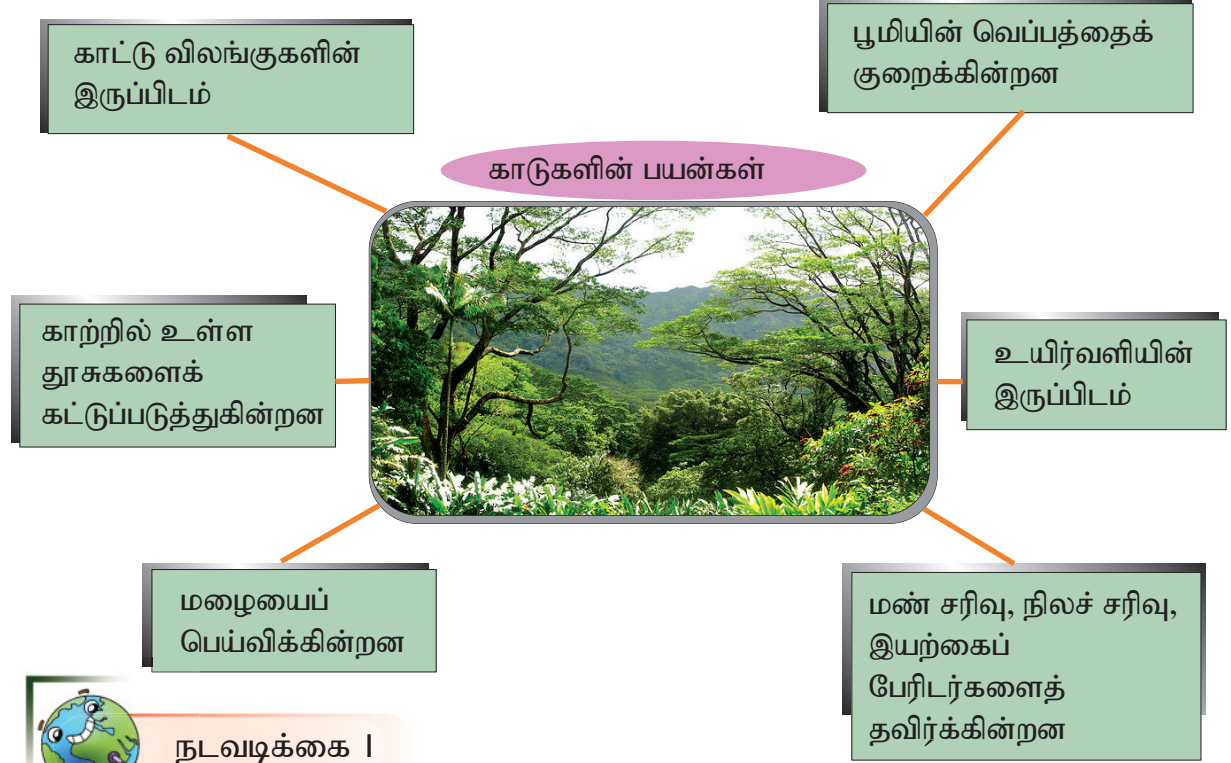 காட்டு விலங்குகளின்
இருப்பிடம்
பூமியின் வெப்பத்தைக்
குறைக்கின்றன
காடுகளின் பயன்கள்
காற்றில் உள்ள
தூசுகளைக்
கட்டுப்படுத்துகின்றன
உயிர்வளியின்
இருப்பிடம்
மழையைப்
பெய்விக்கின்றன
மண் சரிவு, நிலச் சரிவு,
இயற்கைப்
பேரிடர்களைத்
தவிர்க்கின்றன
நடவடிக்கை 1